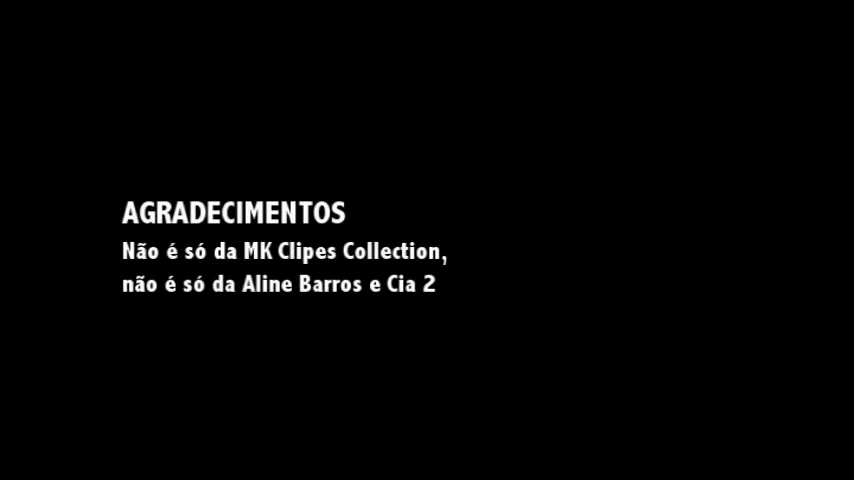 AGRADECIMENTOS
Não é só da MK Clipes Collection,
não é só da Aline Barros e Cia 2